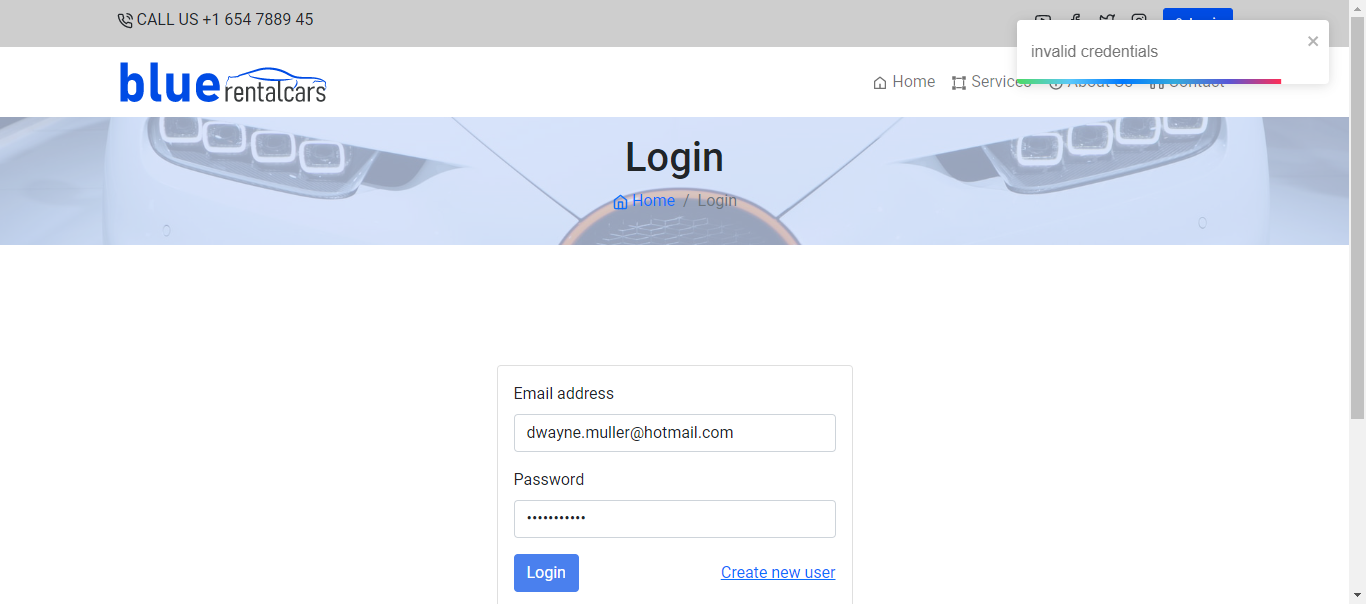 CALL US +1 654 7889 45
invalid credentials
blue rentalcars
Home
Services
About Us
Contact
Login
Home / Login
Email address
dwayne.muller@hotmail.com
Password
•••••••••••
Login
Create new user